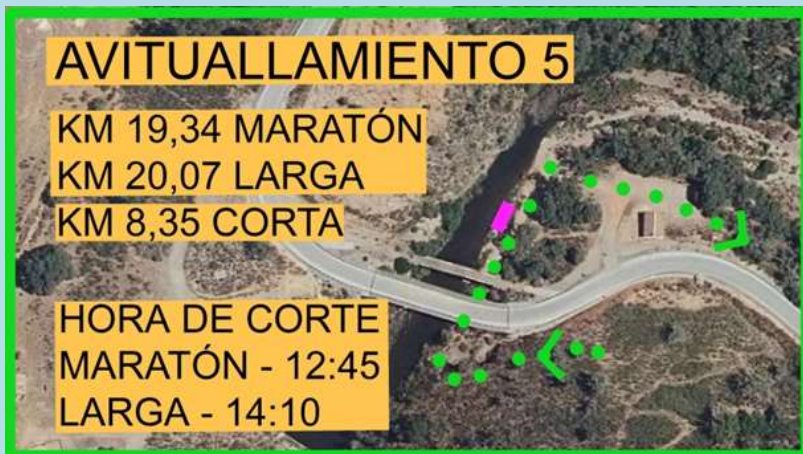 AVITUALLAMIENTO 5
KM 19,34 MARATÓN
KM 20,07 LARGA
KM 8,35 CORTA
HORA DE CORTE
MARATÓN - 12:45
LARGA - 14:10